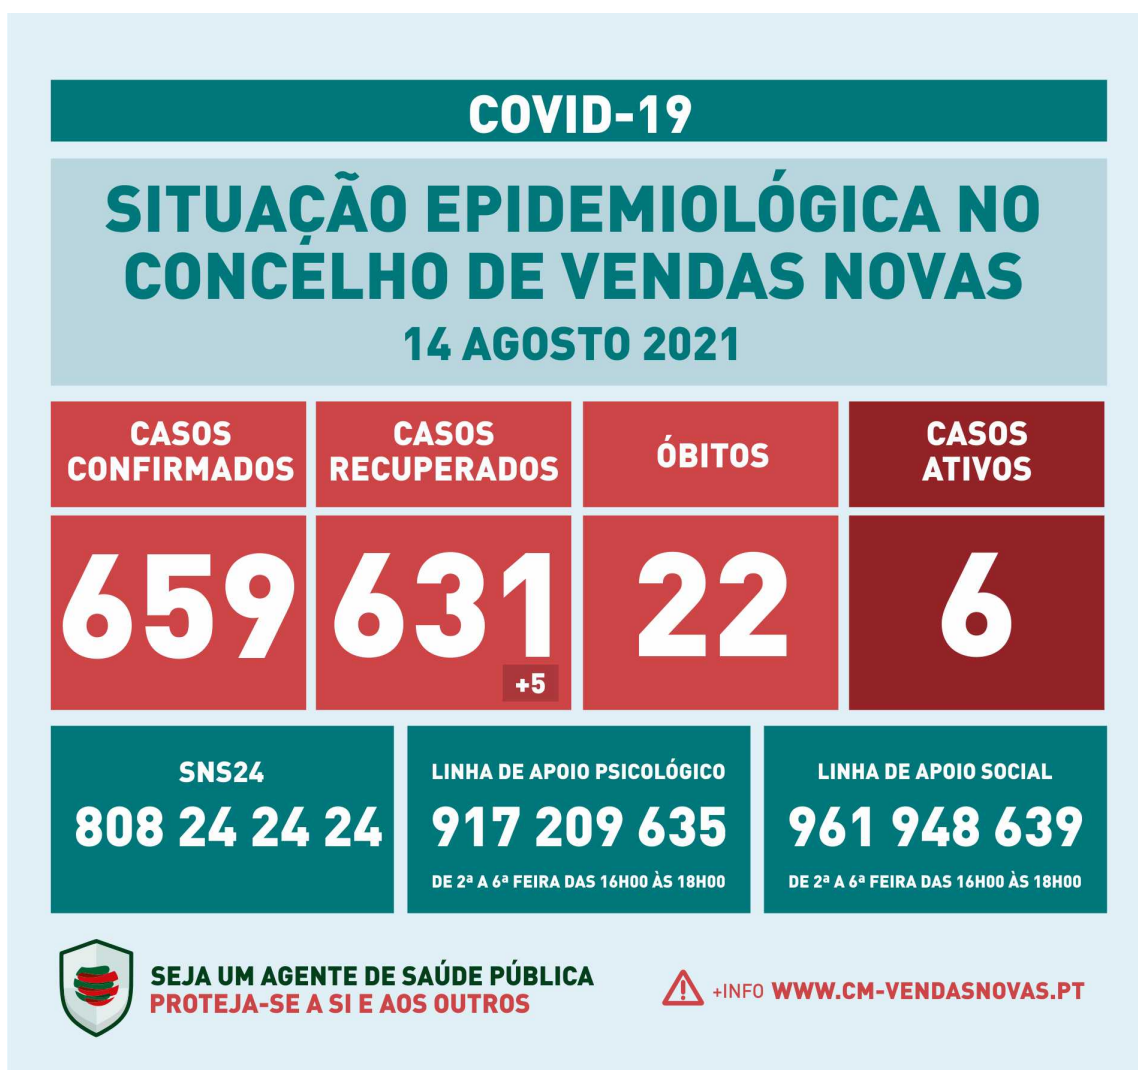 COVID-19
SITUAÇÃO EPIDEMIOLÓGICA NO
CONCELHO DE VENDAS NOVAS
14 AGOSTO 2021
CASOS
CONFIRMADOS
659
CASOS
RECUPERADOS
631
+5
ÓBITOS
22
CASOS
ATIVOS
6
SNS24
808 24 24 24
LINHA DE APOIO PSICOLÓGICO
917 209 635
DE 2ª A 6ª FEIRA DAS 16H00 ÀS 18H00
LINHA DE APOIO SOCIAL
961 948 639
DE 2ª A 6ª FEIRA DAS 16H00 ÀS 18H00
SEJA UM AGENTE DE SAÚDE PÚBLICA
PROTEJA-SE A SI E AOS OUTROS
+INFO WWW.CM-VENDASNOVAS.PT